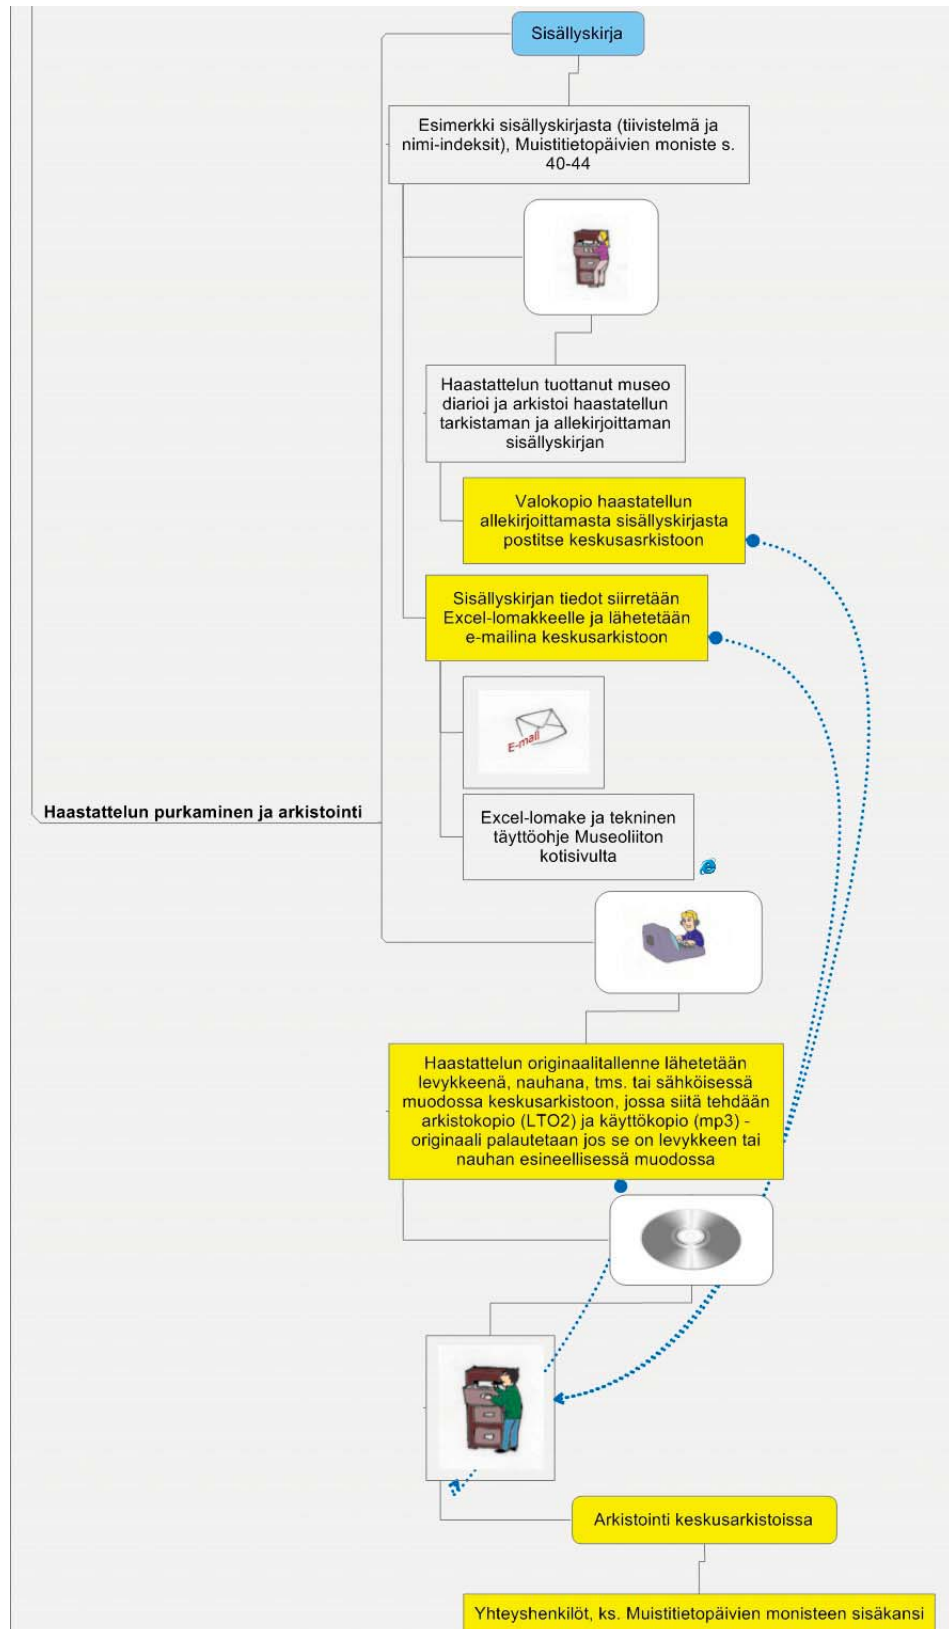 Sisällyskirja
Esimerkki sisällyskirjasta (tiivistelmä ja
nimi-indeksit), Muistitietopäivien moniste s.
40-44
Haastattelun tuottanut museo
diarioi ja arkistoi haastatellun
tarkistaman ja allekirjoittaman
sisällyskirjan
Valokopio haastatellun
allekirjoittamasta sisällyskirjasta
postitse keskusasrkistoon
Sisällyskirjan tiedot siirretään
Excel-lomakkeelle ja lähetetään
e-mailina keskusarkistoon
E-mail
Haastattelun purkaminen ja arkistointi
Excel-lomake ja tekninen
täyttöohje Museoliiton
kotisivulta
Haastattelun originaalitallenne lähetetään
levykkeenä, nauhana, tms. tai sähköisessä
muodossa keskusarkistoon, jossa siitä tehdään
arkistokopio (LTO2) ja käyttökopio (mp3) -
originaali palautetaan jos se on levykkeen tai
nauhan esineellisessä muodossa
Arkistointi keskusarkistoissa
Yhteyshenkilöt, ks. Muistitietopäivien monisteen sisäkansi